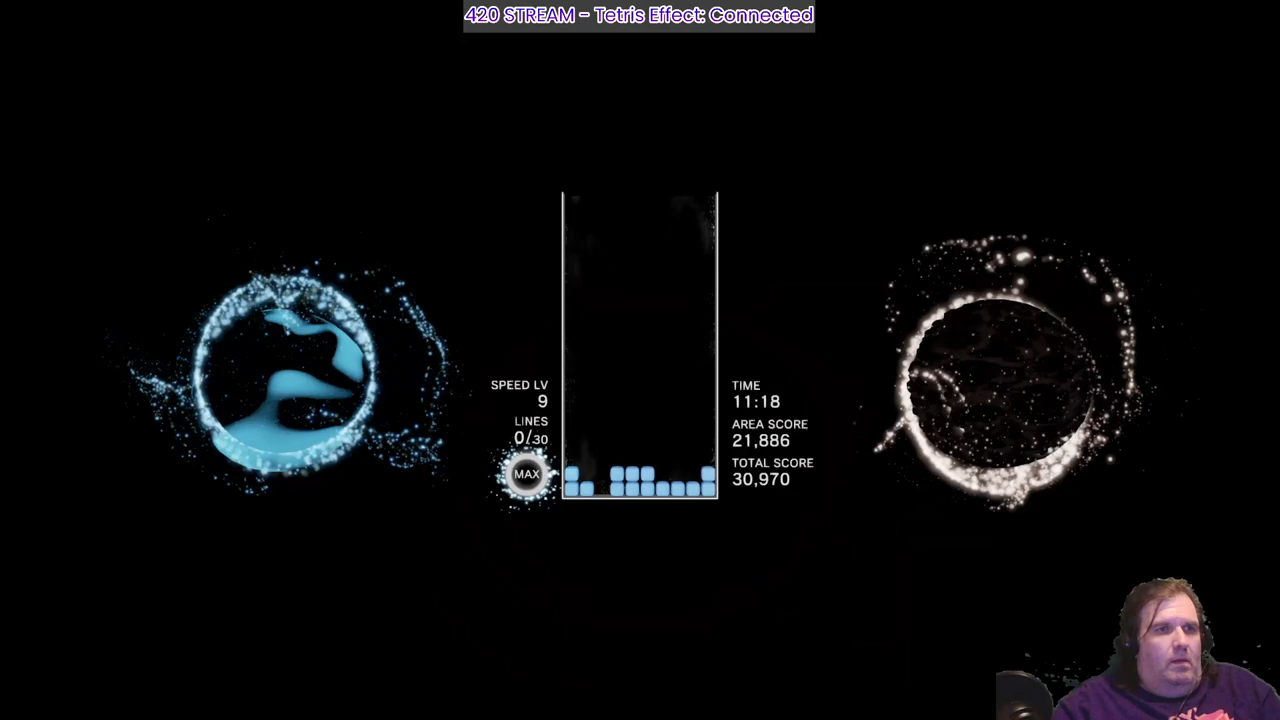 420 STREAM - Tetris Effect: Connected
SPEED LV
9
LINES
0/30
MAX
TIME
11:18
AREA SCORE
21,886
TOTAL SCORE
30,970